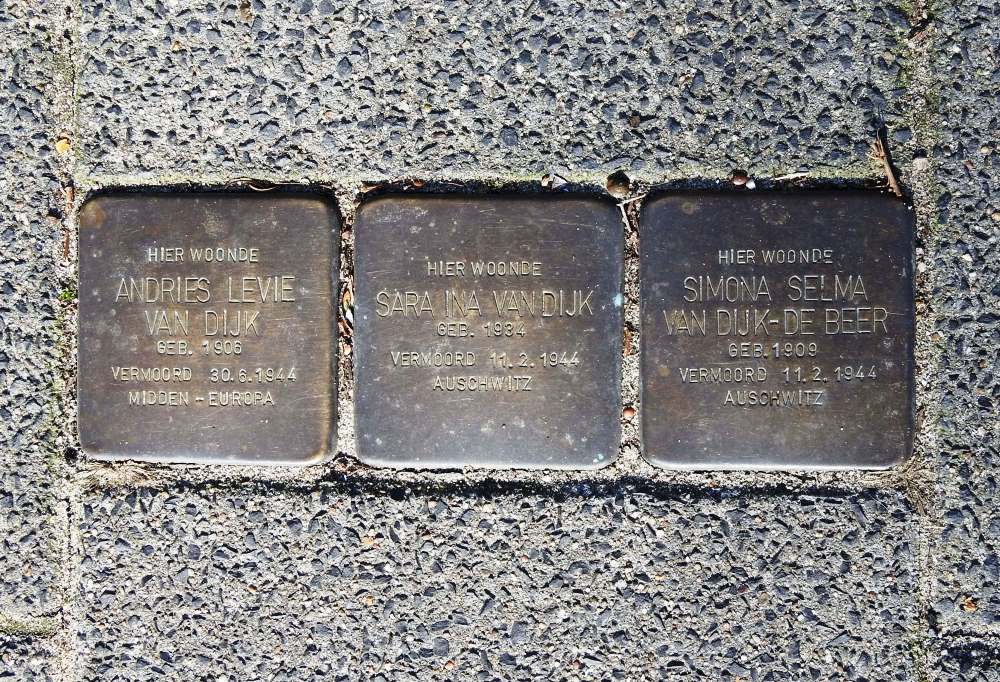 HIER WOONDE
ANDRIES LEVIE
VAN DIJK
GEB. 1906
VERMOORD 30.6.1944
MIDDEN-EUROPA
HIER WOONDE
SARA INA VAN DIJK
GEB. 1934
VERMOORD 11.2.1944
AUSCHWITZ
HIER WOONDE
SIMONA SELMA
VAN DIJK-DE BEER
GEB. 1909
VERMOORD 11.2.1944
AUSCHWITZ